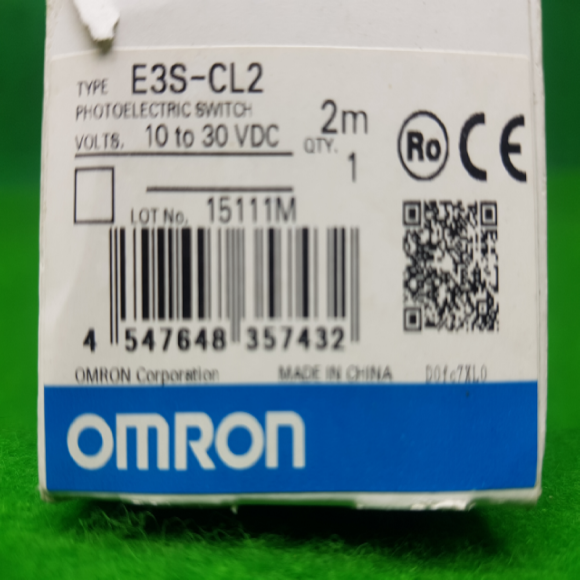 TYPE E3S-CL2
PHOTOELECTRIC SWITCH
VOLTS. 10 to 30 VDC
2m
QTY. 1
Ro CE
LOT No. 15111M
4 547648 357432
OMRON Corporation MADE IN CHINA D0fc7XL0
OMRON